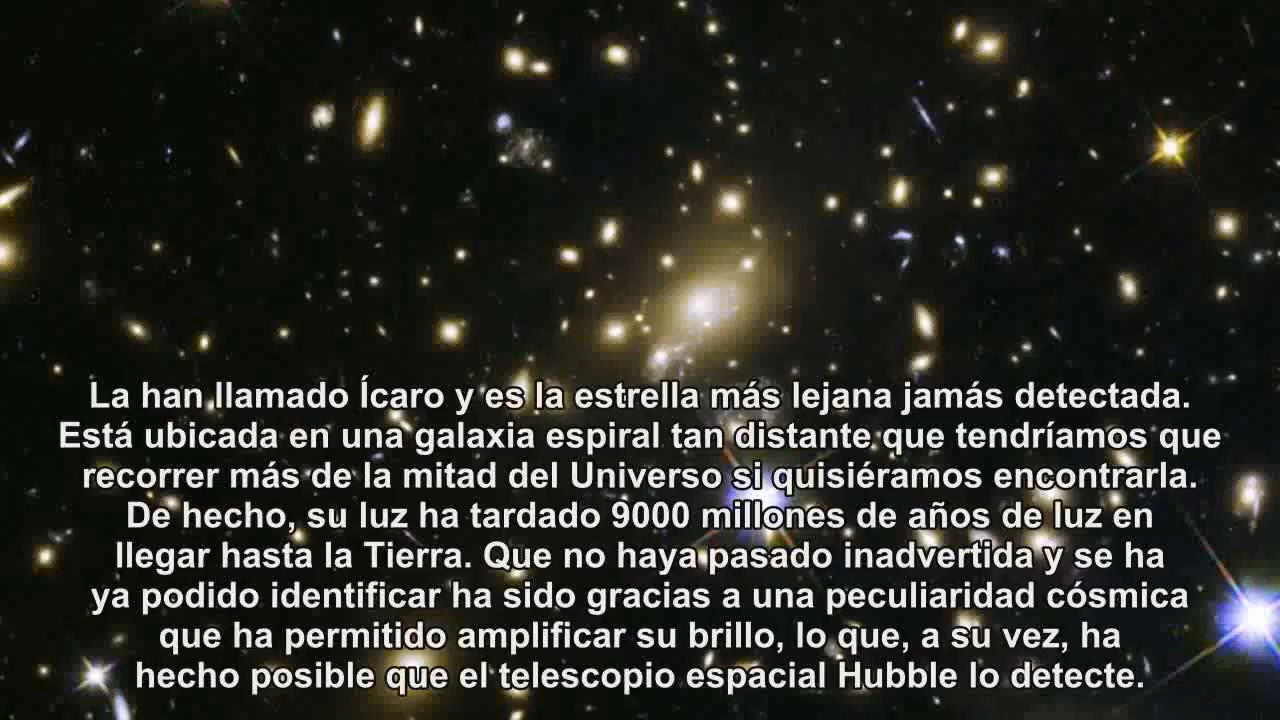 La han llamado Ícaro y es la estrella más lejana jamás detectada.
Está ubicada en una galaxia espiral tan distante que tendríamos que
recorrer más de la mitad del Universo si quisiéramos encontrarla.
De hecho, su luz ha tardado 9000 millones de años de luz en
llegar hasta la Tierra. Que no haya pasado inadvertida y se ha
ya podido identificar ha sido gracias a una peculiaridad cósmica
que ha permitido amplificar su brillo, lo que, a su vez, ha
hecho posible que el telescopio espacial Hubble lo detecte.